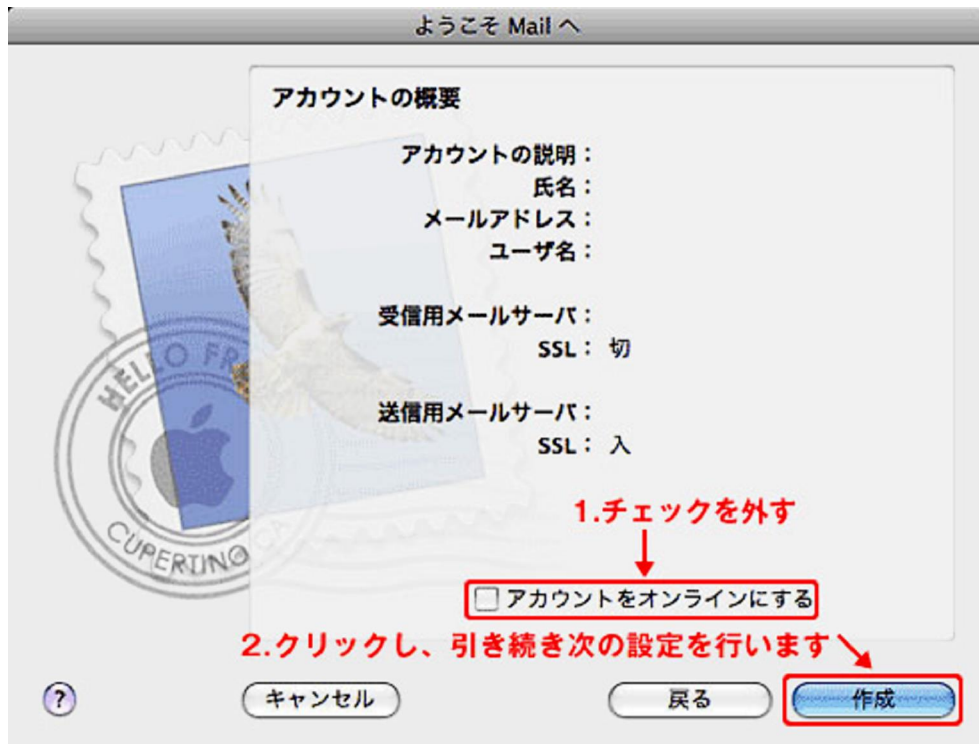 ようこそ Mail へ
アカウントの概要
アカウントの説明：
氏名：
メールアドレス：
ユーザ名：
受信用メールサーバ：
SSL： 切
送信用メールサーバ：
SSL： 入
HELLO FR
CUPERTINO CA
1.チェックを外す
アカウントをオンラインにする
2.クリックし、引き続き次の設定を行います
?
キャンセル
戻る
作成